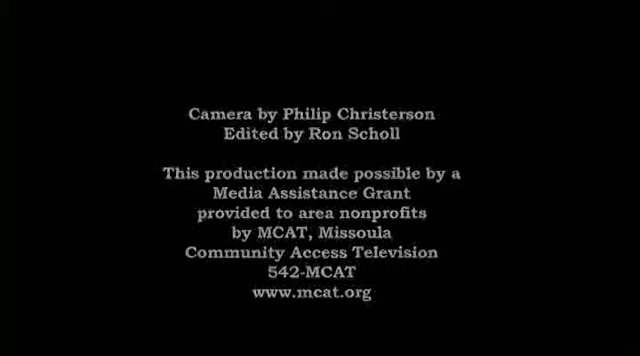 Camera by Philip Christerson
Edited by Ron Scholl
This production made possible by a
Media Assistance Grant
provided to area nonprofits
by MCAT, Missoula
Community Access Television
542-MCAT
www.mcat.org